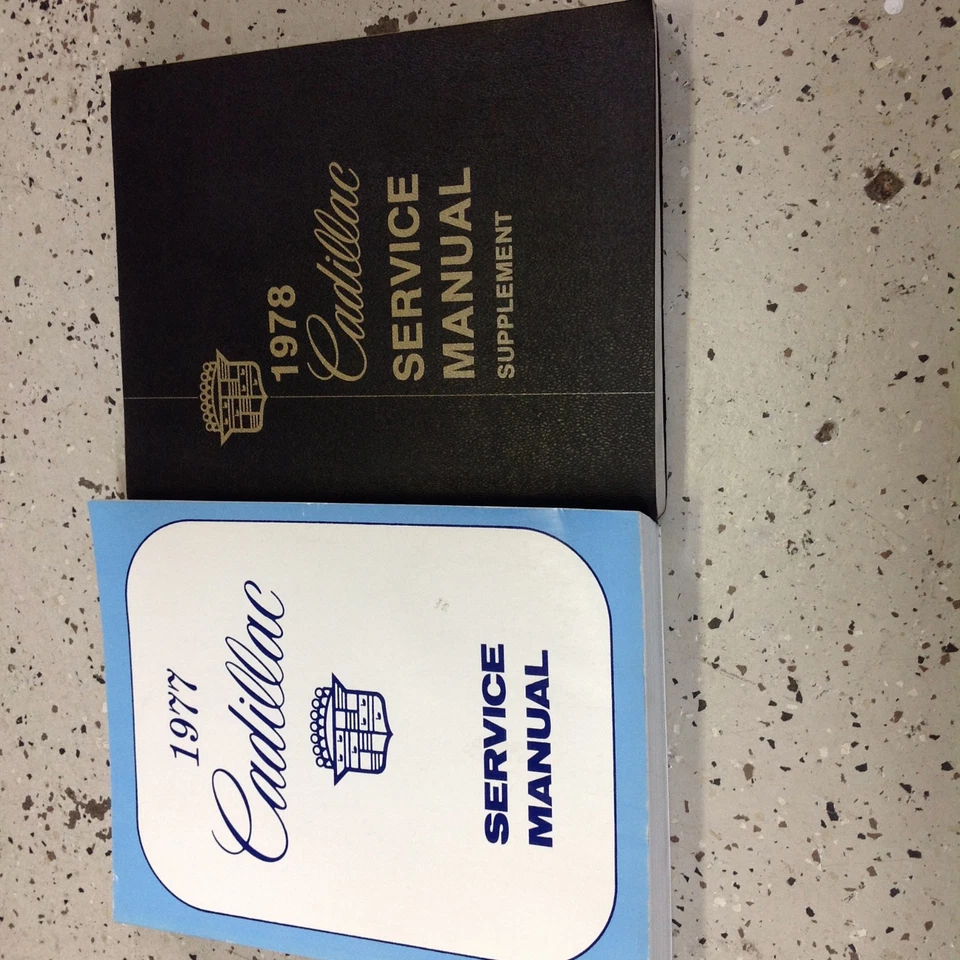 1978
Cadillac
SERVICE
MANUAL
SUPPLEMENT
1977
Cadillac
SERVICE
MANUAL